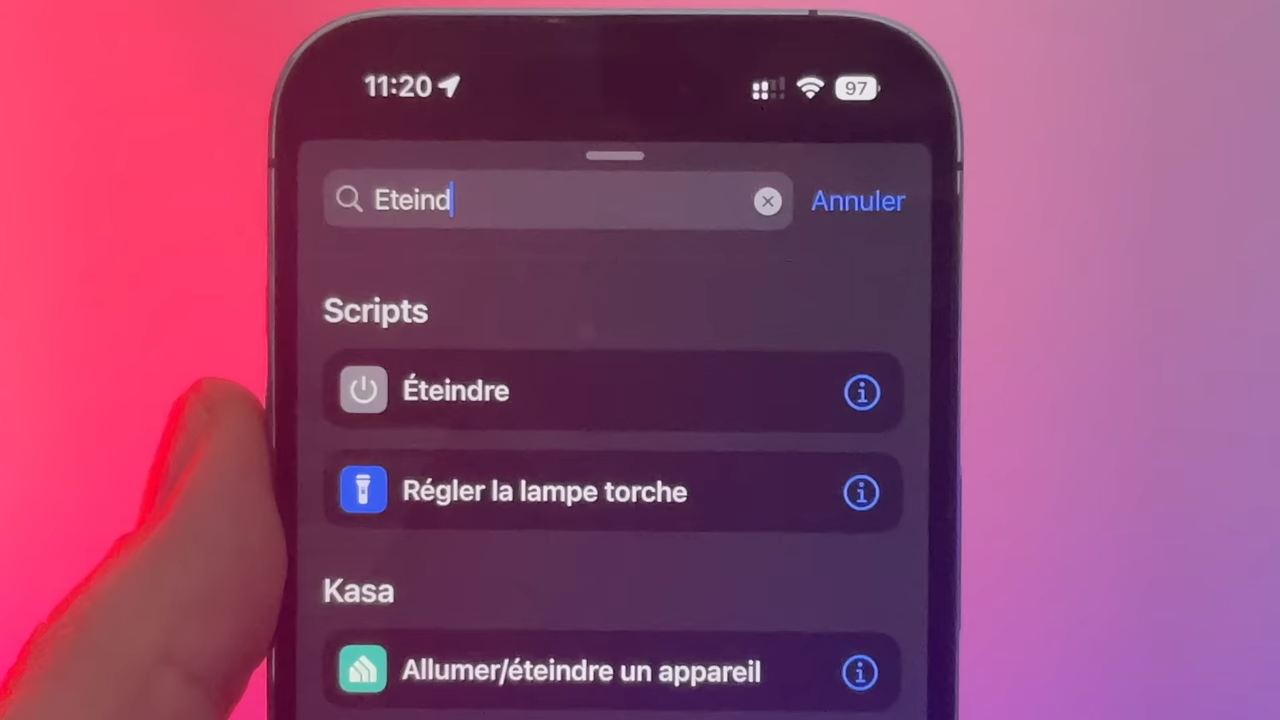 11:20
97
Eteind
Annuler
Scripts
Éteindre
Régler la lampe torche
Kasa
Allumer/éteindre un appareil